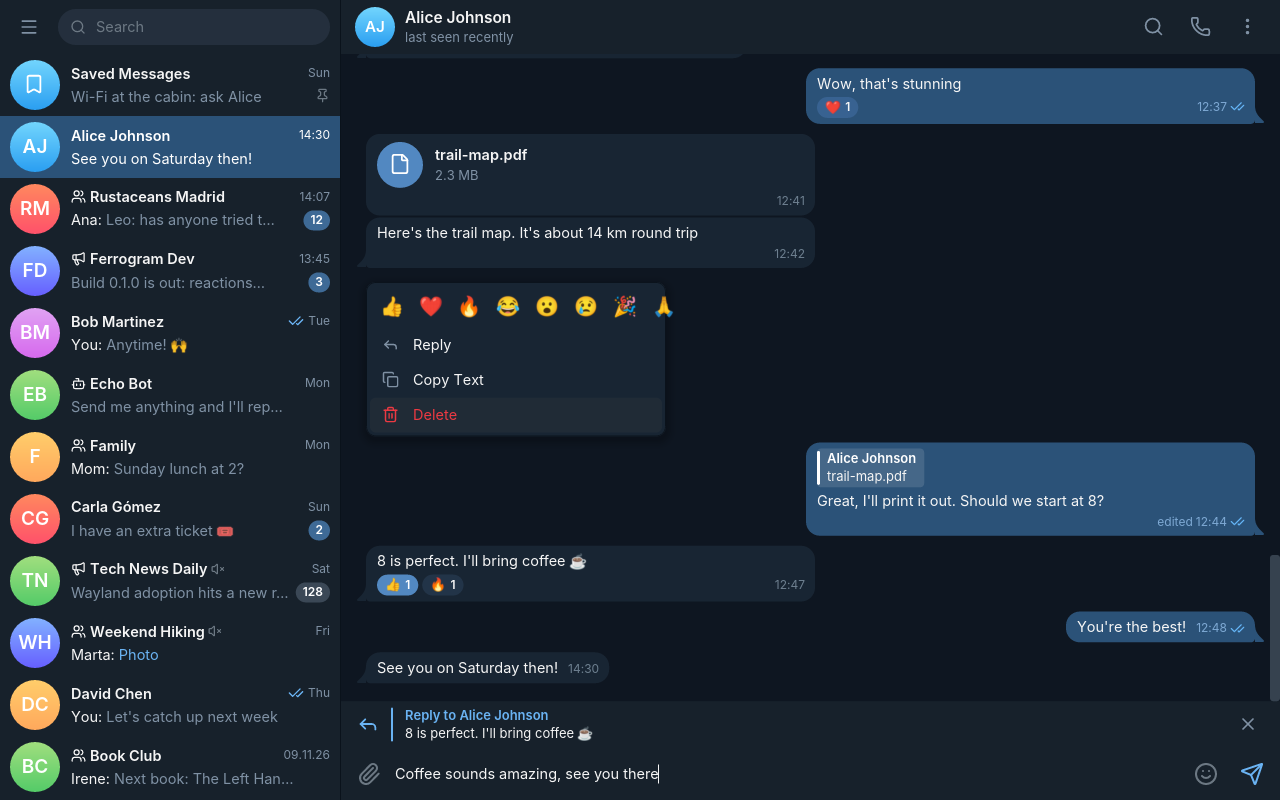 Search
Saved Messages Sun
Wi-Fi at the cabin: ask Alice
AJ Alice Johnson 14:30
See you on Saturday then!
RM Rustaceans Madrid 14:07
Ana: Leo: has anyone tried t... 12
FD Ferrogram Dev 13:45
Build 0.1.0 is out: reactions... 3
BM Bob Martinez Tue
You: Anytime! 🙌
EB Echo Bot Mon
Send me anything and I'll rep...
F Family Mon
Mom: Sunday lunch at 2?
CG Carla Gómez Sun
I have an extra ticket 🎟️ 2
TN Tech News Daily Sat
Wayland adoption hits a new r... 128
WH Weekend Hiking Fri
Marta: Photo
DC David Chen Thu
You: Let's catch up next week
BC Book Club 09.11.26
Irene: Next book: The Left Han...
AJ Alice Johnson
last seen recently
Wow, that's stunning
❤️ 1 12:37
trail-map.pdf
2.3 MB
12:41
Here's the trail map. It's about 14 km round trip
12:42
👍 ❤️ 🔥 😂 😮 😢 🎉 🙏
Reply
Copy Text
Delete
Alice Johnson
trail-map.pdf
Great, I'll print it out. Should we start at 8?
edited 12:44
8 is perfect. I'll bring coffee ☕
👍 1 🔥 1 12:47
You're the best! 12:48
See you on Saturday then! 14:30
Reply to Alice Johnson
8 is perfect. I'll bring coffee ☕
Coffee sounds amazing, see you there